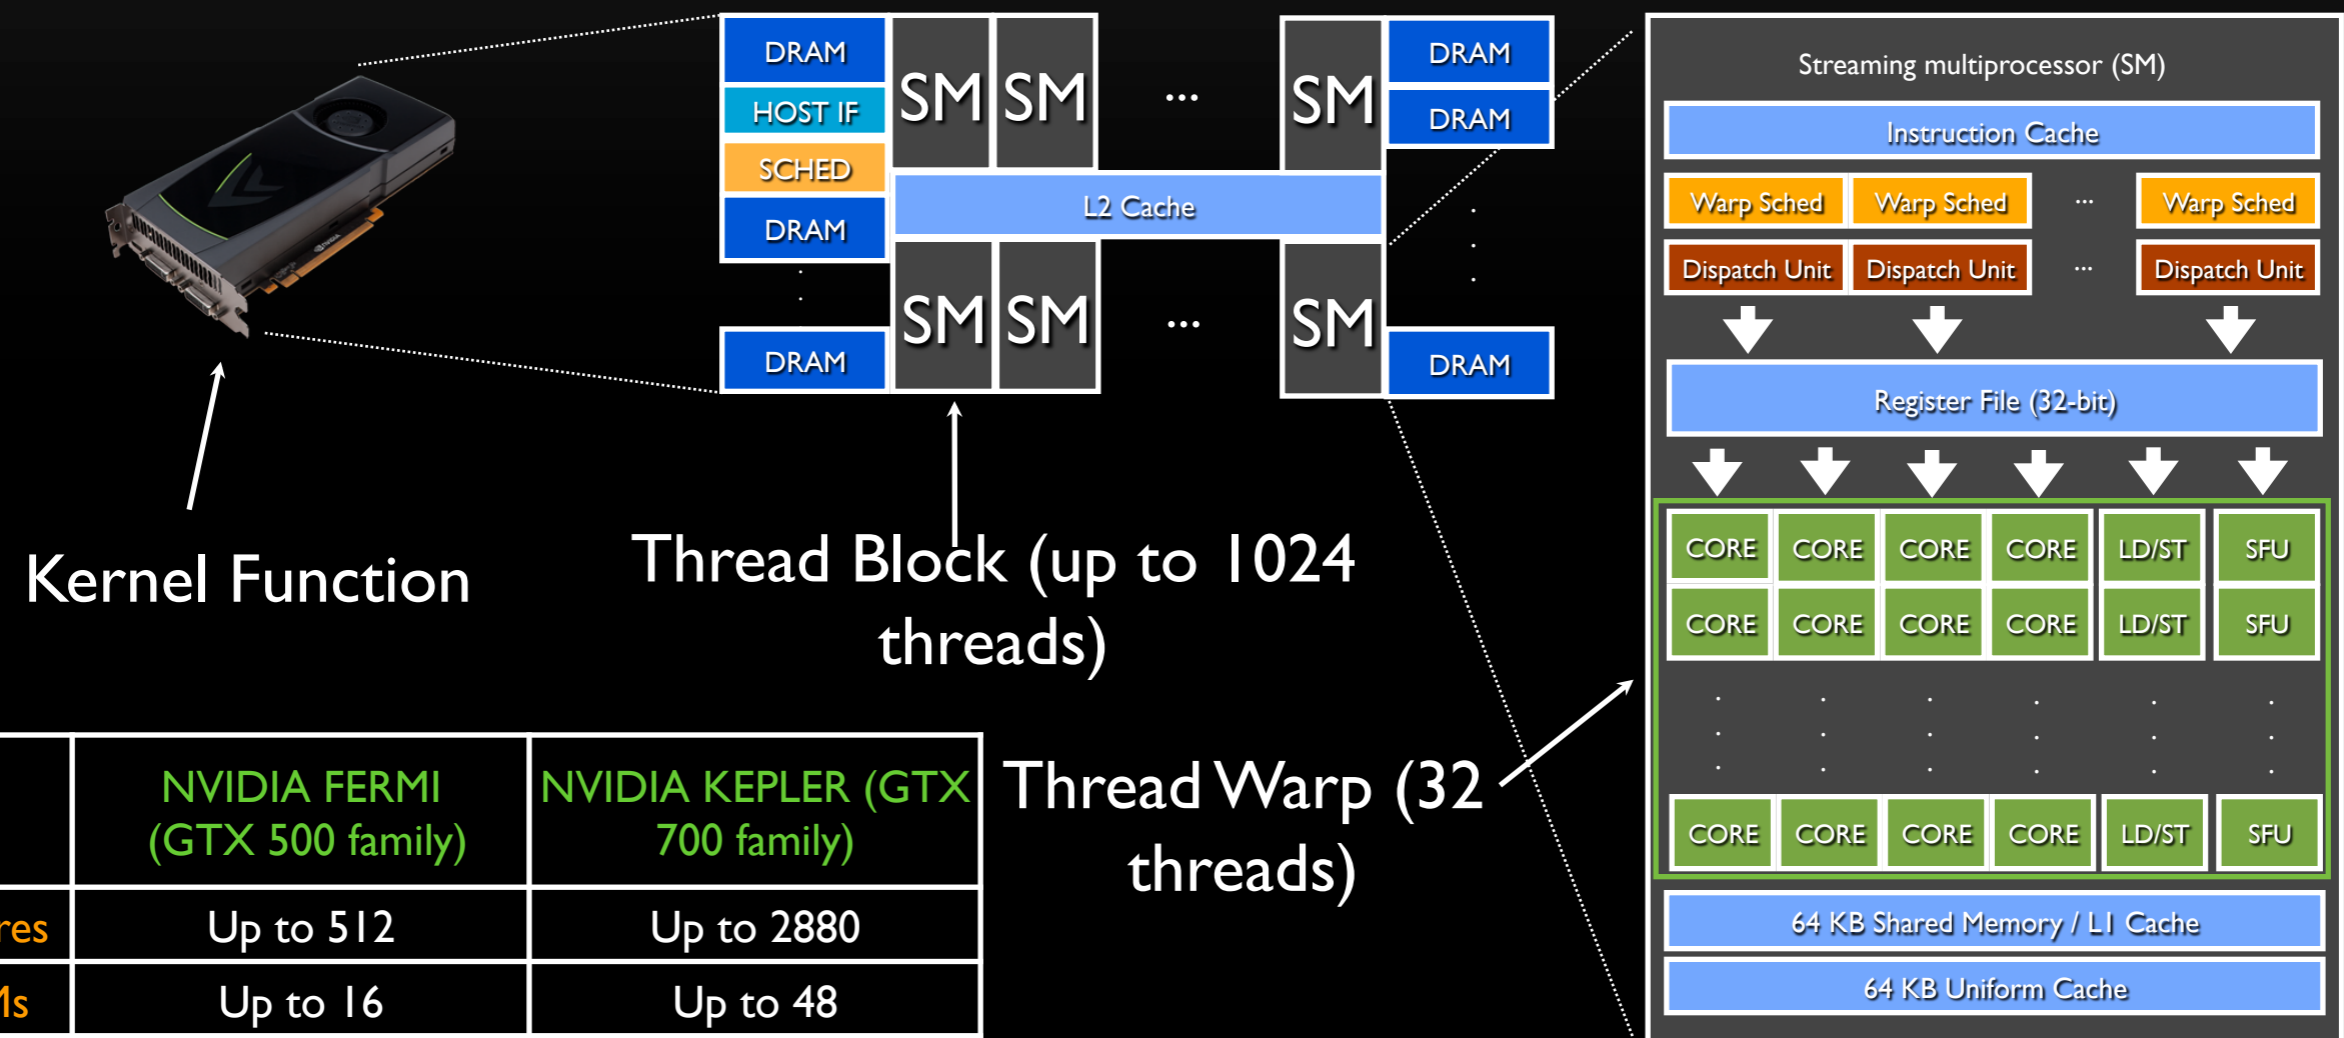 DRAM
HOST IF
SCHED
DRAM
DRAM
SM SM ... SM
L2 Cache
SM SM ... SM
DRAM
DRAM
DRAM
Streaming multiprocessor (SM)
Instruction Cache
Warp Sched Warp Sched ... Warp Sched
Dispatch Unit Dispatch Unit ... Dispatch Unit
Register File (32-bit)
CORE CORE CORE CORE LD/ST SFU
CORE CORE CORE CORE LD/ST SFU
CORE CORE CORE CORE LD/ST SFU
64 KB Shared Memory / L1 Cache
64 KB Uniform Cache
Kernel Function
Thread Block (up to 1024
threads)
Thread Warp (32
threads)
NVIDIA FERMI
(GTX 500 family)
NVIDIA KEPLER (GTX
700 family)
res Up to 512 Up to 2880
Ms Up to 16 Up to 48